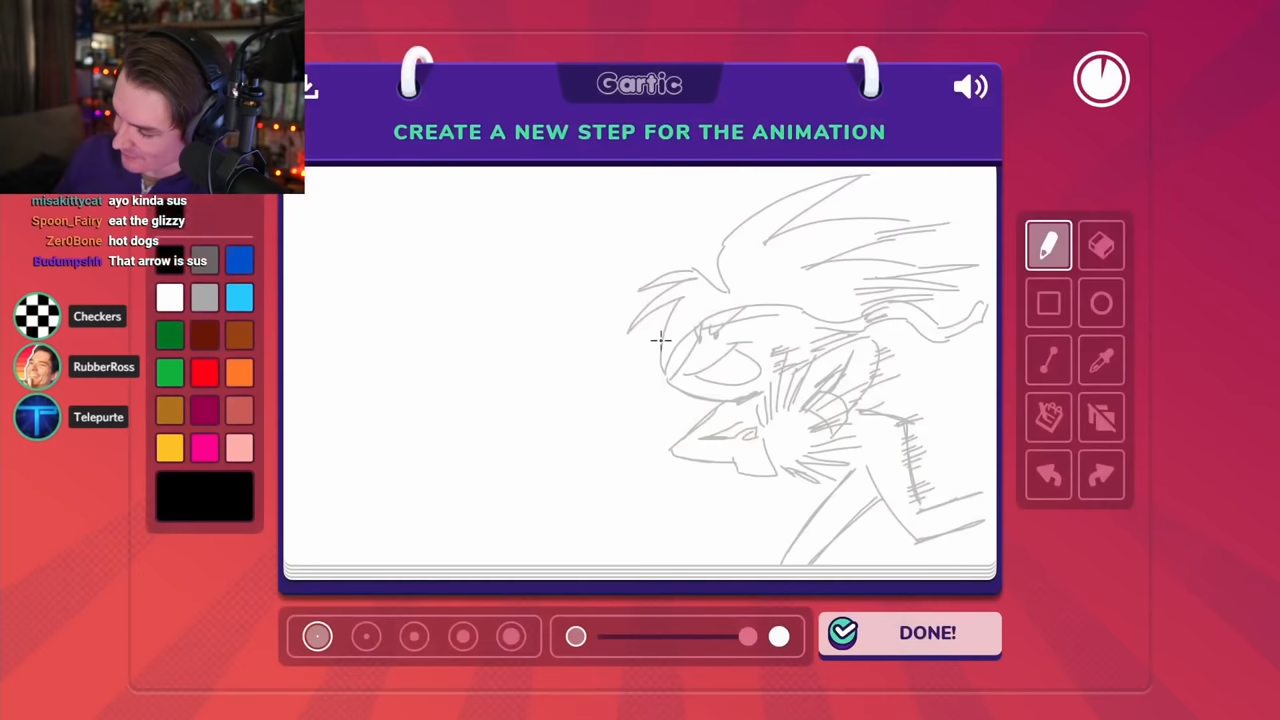 Gartic
CREATE A NEW STEP FOR THE ANIMATION
misakittycat ayo kinda sus
Spoon_Fairy eat the glizzy
Zer0Bone hot dogs
Budumpshh That arrow is sus
Checkers
RubberRoss
Telepurte
DONE!